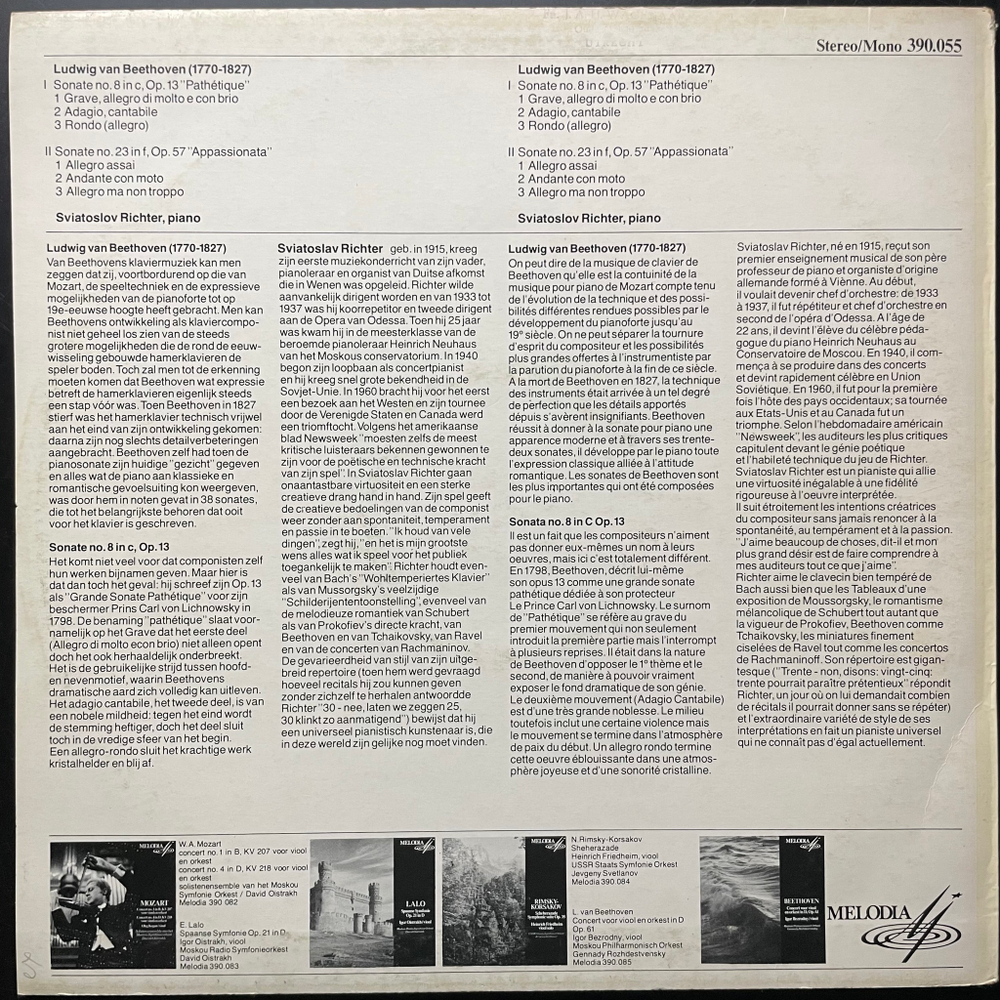 Stereo/Mono 390.055
Ludwig van Beethoven (1770-1827)
I Sonate no. 8 in c, Op. 13 "Pathétique"
1 Grave, allegro di molto e con brio
2 Adagio, cantabile
3 Rondo (allegro)
II Sonate no. 23 in f, Op. 57 "Appassionata"
1 Allegro assai
2 Andante con moto
3 Allegro ma non troppo
Sviatoslov Richter, piano
Ludwig van Beethoven (1770-1827)
I Sonate no. 8 in c, Op. 13 "Pathétique"
1 Grave, allegro di molto e con brio
2 Adagio, cantabile
3 Rondo (allegro)
II Sonate no. 23 in f, Op. 57 "Appassionata"
1 Allegro assai
2 Andante con moto
3 Allegro ma non troppo
Sviatoslov Richter, piano
Ludwig van Beethoven (1770-1827)
Van Beethovens klaviermuziek kan men
zeggen dat zij, voortbordurend op die van
Mozart, de speeltechniek en de expressieve
mogelijkheden van de pianoforte tot op
19e-eeuwse hoogte heeft gebracht. Men kan
Beethovens ontwikkeling als klaviercompo-
nist niet geheel los zien van de steeds
grotere mogelijkheden die de rond de eeuw-
wisseling gebouwde hamerklavieren de
speler boden. Toch zal men tot de erkenning
moeten komen dat Beethoven wat expressie
betreft de hamerklavieren eigenlijk steeds
een stap vóór was. Toen Beethoven in 1827
stierf was het hamerklavier technisch vrijwel
aan het eind van zijn ontwikkeling gekomen:
daarna zijn nog slechts detailverbeteringen
aangebracht. Beethoven zelf had toen de
pianosonate zijn huidige "gezicht" gegeven
en alles wat de piano aan klassieke en
romantische gevoelsuiting kon weergeven,
was door hem in noten gevat in 38 sonates,
die tot het belangrijkste behoren dat ooit
voor het klavier is geschreven.
Sonate no. 8 in c, Op. 13
Het komt niet veel voor dat componisten zelf
hun werken bijnamen geven. Maar hier is
dat dan toch het geval: hij schreef zijn Op. 13
als "Grande Sonate Pathétique" voor zijn
beschermer Prins Carl von Lichnowsky in
1798. De benaming "pathétique" slaat voor-
namelijk op het Grave dat het eerste deel
(Allegro di molto econ brio) niet alleen opent
doch het ook herhaaldelijk onderbreekt.
Het is de gebruikelijke strijd tussen hoofd-
en nevenmotief, waarin Beethovens
dramatische aard zich volledig kan uitleven.
Het adagio cantabile, het tweede deel, is van
een nobele mildheid: tegen het eind wordt
de stemming heftiger, doch het deel sluit
toch in de vredige sfeer van het begin.
Een allegro-rondo sluit het krachtige werk
kristalhelder en blij af.
Sviatoslav Richter geb. in 1915, kreeg
zijn eerste muziekonderricht van zijn vader,
pianoleraar en organist van Duitse afkomst
die in Wenen was opgeleid. Richter wilde
aanvankelijk dirigent worden en van 1933 tot
1937 was hij koorrepetitor en tweede dirigent
aan de Opera van Odessa. Toen hij 25 jaar
was kwam hij in de meesterklasse van de
beroemde pianoleraar Heinrich Neuhaus
van het Moskous conservatorium. In 1940
begon zijn loopbaan als concertpianist
en hij kreeg snel grote bekendheid in de
Sovjet-Unie. In 1960 bracht hij voor het eerst
een bezoek aan het Westen en zijn tournee
door de Verenigde Staten en Canada werd
een triomftocht. Volgens het amerikaanse
blad Newsweek "moesten zelfs de meest
kritische luisteraars bekennen gewonnen te
zijn voor de poëtische en technische kracht
van zijn spel". In Sviatoslav Richter gaan
onaantastbare virtuositeit en een sterke
creatieve drang hand in hand. Zijn spel geeft
de creatieve bedoelingen van de componist
weer zonder aan spontaniteit, temperament
en passie in te boeten. "Ik houd van vele
dingen", zegt hij, "en het is mijn grootste
wens alles wat ik speel voor het publiek
toegankelijk te maken". Richter houdt even-
veel van Bach's "Wohltemperiertes Klavier"
als van Mussorgsky's veelzijdige
"Schilderijentoonstelling", evenveel van
de melodieuze romantiek van Schubert
als van Prokofiev's directe kracht, van
Beethoven en van Tchaikovsky, van Ravel
en van de concerten van Rachmaninov.
De gevarieerdheid van stijl van zijn uitge-
breid repertoire (toen hem werd gevraagd
hoeveel recitals hij zou kunnen geven
zonder zichzelf te herhalen antwoordde
Richter "30 - nee, laten we zeggen 25,
30 klinkt zo aanmatigend") bewijst dat hij
een universeel pianistisch kunstenaar is, die
in deze wereld zijn gelijke nog moet vinden.
Ludwig van Beethoven (1770-1827)
On peut dire de la musique de clavier de
Beethoven qu'elle est la contuinité de la
musique pour piano de Mozart compte tenu
de l'évolution de la technique et des possi-
bilités différentes rendues possibles par le
développement du pianoforte jusqu'au
19e siècle. On ne peut séparer la tournure
d'esprit du compositeur et les possibilités
plus grandes offertes à l'instrumentiste par
la parution du pianoforte à la fin de ce siècle.
A la mort de Beethoven en 1827, la technique
des instruments était arrivée à un tel degré
de perfection que les détails apportés
dépuis s'avèrent insignifiants. Beethoven
réussit à donner à la sonate pour piano une
apparence moderne et à travers ses trente-
deux sonates, il développe par le piano toute
l'expression classique alliée à l'attitude
romantique. Les sonates de Beethoven sont
les plus importantes qui ont été composées
pour le piano.
Sonata no. 8 in C Op. 13
Il est un fait que les compositeurs n'aiment
pas donner eux-mêmes un nom à leurs
oeuvres, mais ici c'est totalement différent.
En 1798, Beethoven, décrit lui-même
son opus 13 comme une grande sonate
pathétique dédiée à son protecteur
Le Prince Carl von Lichnowsky. Le surnom
de "Pathétique" se réfère au grave du
premier mouvement qui non seulement
introduit la première partie mais l'interrompt
à plusieurs reprises. Il était dans la nature
de Beethoven d'opposer le 1° thème et le
second, de manière à pouvoir vraiment
exposer le fond dramatique de son génie.
Le deuxième mouvement (Adagio Cantabile)
est d'une très grande noblesse. Le milieu
toutefois inclut une certaine violence mais
le mouvement se termine dans l'atmosphère
de paix du début. Un allegro rondo termine
cette oeuvre éblouissante dans une atmos-
phère joyeuse et d'une sonorité cristalline.
Sviatoslav Richter, né en 1915, reçut son
premier enseignement musical de son père
professeur de piano et organiste d'origine
allemande formé à Vienne. Au début,
il voulait devenir chef d'orchestre: de 1933
à 1937, il fut répétiteur et chef d'orchestre en
second de l'opéra d'Odessa. A l'âge de
22 ans, il devint l'élève du célèbre péda-
gogue du piano Heinrich Neuhaus au
Conservatoire de Moscou. En 1940, il com-
mença à se produire dans des concerts
et devint rapidement célèbre en Union
Soviétique. En 1960, il fut pour la première
fois l'hôte des pays occidentaux; sa tournée
aux Etats-Unis et au Canada fut un
triomphe. Selon l'hebdomadaire américain
"Newsweek", les auditeurs les plus critiques
capitulent devant le génie poétique
et l'habileté technique du jeu de Richter.
Sviatoslav Richter est un pianiste qui allie
une virtuosité inégalable à une fidélité
rigoureuse à l'oeuvre interprétée.
Il suit étroitement les intentions créatrices
du compositeur sans jamais renoncer à la
spontanéité, au tempérament et à la passion.
"J'aime beaucoup de choses, dit-il et mon
plus grand désir est de faire comprendre à
mes auditeurs tout ce que j'aime".
Richter aime le clavecin bien tempéré de
Bach aussi bien que les Tableaux d'une
exposition de Moussorgsky, le romantisme
mélancolique de Schubert tout autant que
la vigueur de Prokofiev, Beethoven comme
Tchaikovsky, les miniatures finement
ciselées de Ravel tout comme les concertos
de Rachmaninoff. Son répertoire est gigan-
tesque ("Trente - non, disons: vingt-cinq:
trente pourrait paraître prétentieux" répondit
Richter, un jour où on lui demandait combien
de récitals il pourrait donner sans se répéter)
et l'extraordinaire variété de style de ses
interprétations en fait un pianiste universel
qui ne connaît pas d'égal actuellement.
MELODIA
MOZART
W.A. Mozart
concert no. 1 in B, KV 207 voor viool
en orkest
concert no. 4 in D, KV 218 voor viool
en orkest
solistenensemble van het Moskou
Symfonie Orkest / David Oistrakh
Melodia 390 082
E. Lalo
Spaanse Symfonie Op. 21 in D
Igor Oistrakh, viool
Moskou Radio Symfonieorkest
David Oistrakh
Melodia 390.083
MELODIA
LALO
Spaanse Symfonie
Op. 21 in D
Igor Oistrakh/viool
MELODIA
RIMSKY-
KORSAKOV
Sheherazade
Symfonische suite Op. 35
Heinrich Friedheim
viool solo
N. Rimsky-Korsakov
Sheherazade
Heinrich Friedheim, viool
USSR Staats Symfonie Orkest
Jevgeny Svetlanov
Melodia 390.084
L. van Beethoven
Concert voor viool en orkest in D
Op. 61
Igor Bezrodny, viool
Moskou Philharmonisch Orkest
Gennady Rozhdestvensky
Melodia 390.085
MELODIA
BEETHOVEN
Concert voor viool
en orkest in D, Op. 61
MELODIA